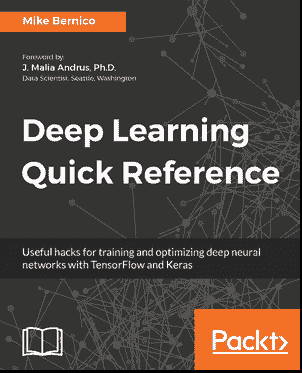 Mike Bernico
Foreword by:
J. Malia Andrus, Ph.D.
Data Scientist, Seattle, Washington
Deep Learning
Quick Reference
Useful hacks for training and optimizing deep neural
networks with TensorFlow and Keras
Packt>